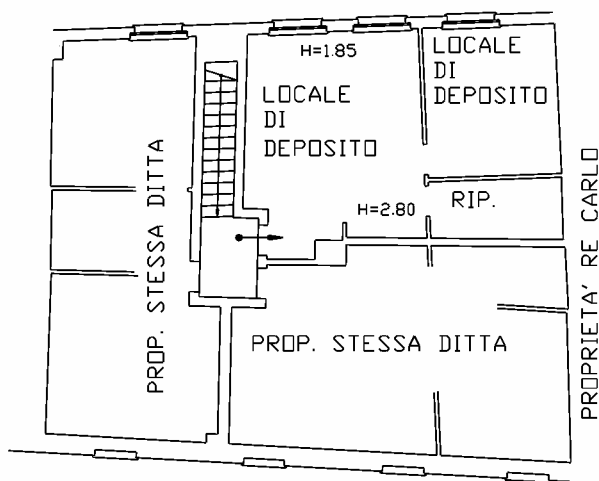 H=1.85
LOCALE
DI
DEPOSITO
LOCALE
DI
DEPOSITO
H=2.80
RIP.
PROP. STESSA DITTA
PROP. STESSA DITTA
PROPRIETA' RE CARLO